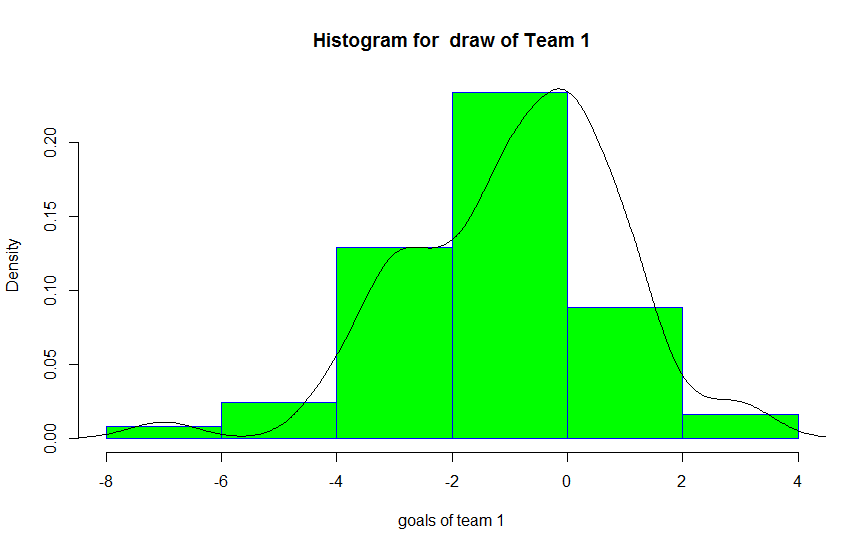 Histogram for  draw of Team 1
Density
0.20
0.15
0.10
0.05
0.00
-8 -6 -4 -2 0 2 4
goals of team 1